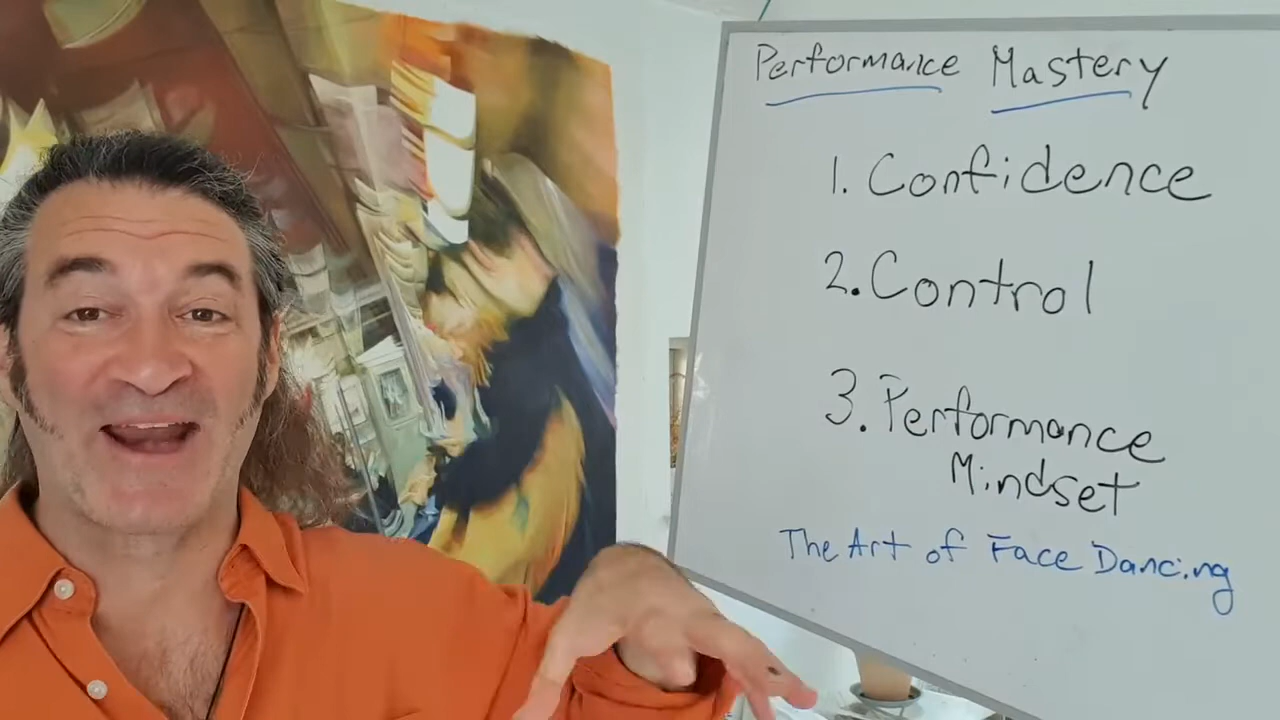 Performance Mastery
1. Confidence
2. Control
3. Performance
Mindset
The Art of Face Dancing